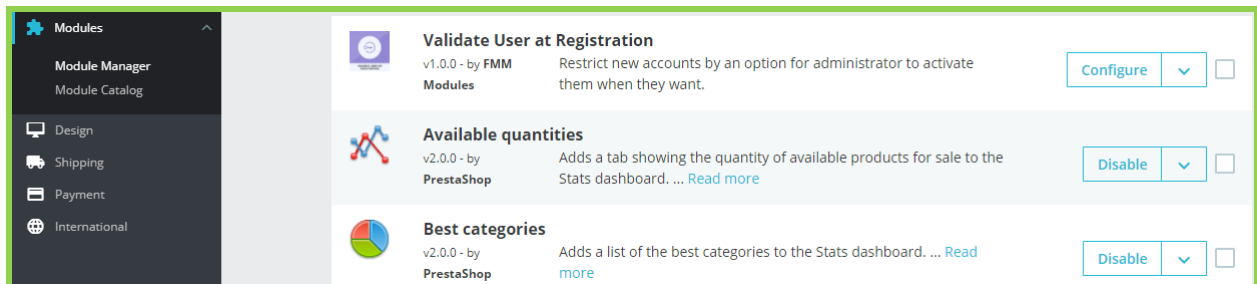 Modules
Module Manager
Module Catalog
Design
Shipping
Payment
International
Validate User at Registration
v1.0.0 - by FMM
Modules
Restrict new accounts by an option for administrator to activate
them when they want.
Configure
Available quantities
v2.0.0 - by
PrestaShop
Adds a tab showing the quantity of available products for sale to the
Stats dashboard. ... Read more
Disable
Best categories
v2.0.0 - by
PrestaShop
Adds a list of the best categories to the Stats dashboard. ... Read
more
Disable